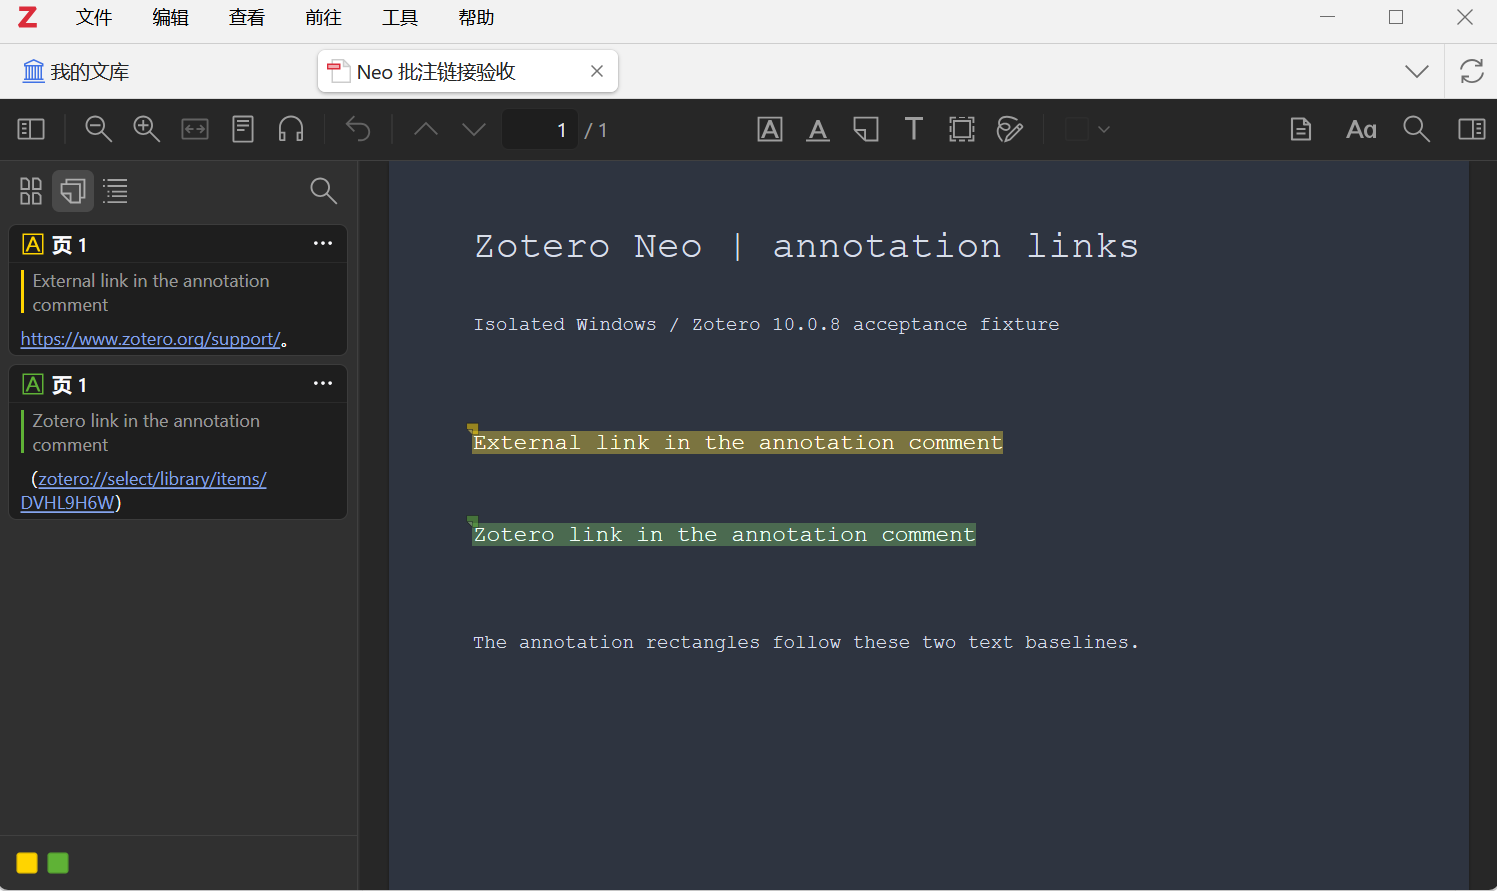 Z 文件 编辑 查看 前往 工具 帮助
我的文库 Neo 批注链接验收
1 / 1 A A T Aa
A 页 1
External link in the annotation
comment
https://www.zotero.org/support/。
A 页 1
Zotero link in the annotation
comment
（zotero://select/library/items/
DVHL9H6W）
Zotero Neo | annotation links
Isolated Windows / Zotero 10.0.8 acceptance fixture
External link in the annotation comment
Zotero link in the annotation comment
The annotation rectangles follow these two text baselines.